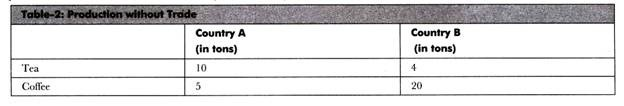 Table-2: Production without Trade
Country A Country B
(in tons) (in tons)
Tea 10 4
Coffee 5 20